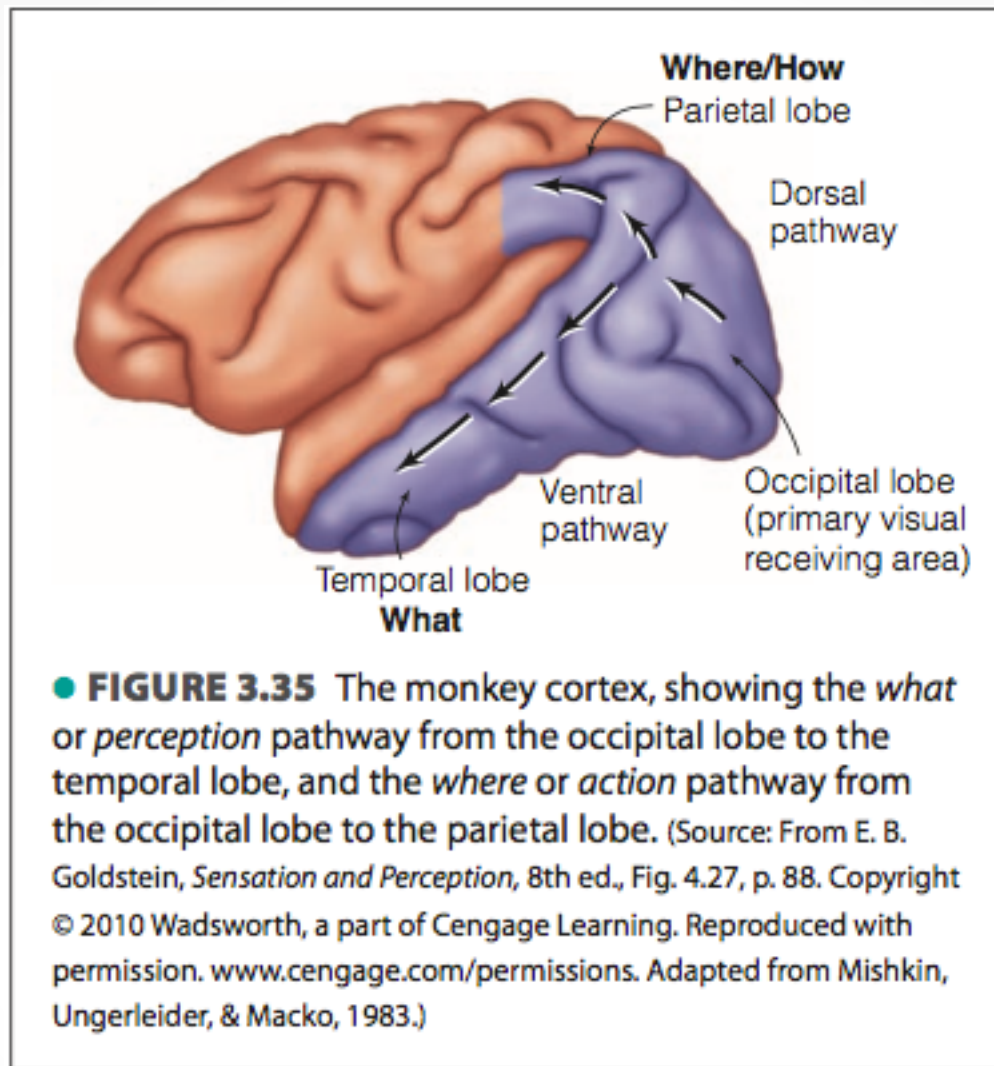 Where/How
Parietal lobe
Dorsal
pathway
Occipital lobe
(primary visual
receiving area)
Ventral
pathway
Temporal lobe
What
● FIGURE 3.35 The monkey cortex, showing the what
or perception pathway from the occipital lobe to the
temporal lobe, and the where or action pathway from
the occipital lobe to the parietal lobe. (Source: From E. B.
Goldstein, Sensation and Perception, 8th ed., Fig. 4.27, p. 88. Copyright
© 2010 Wadsworth, a part of Cengage Learning. Reproduced with
permission. www.cengage.com/permissions. Adapted from Mishkin,
Ungerleider, & Macko, 1983.)